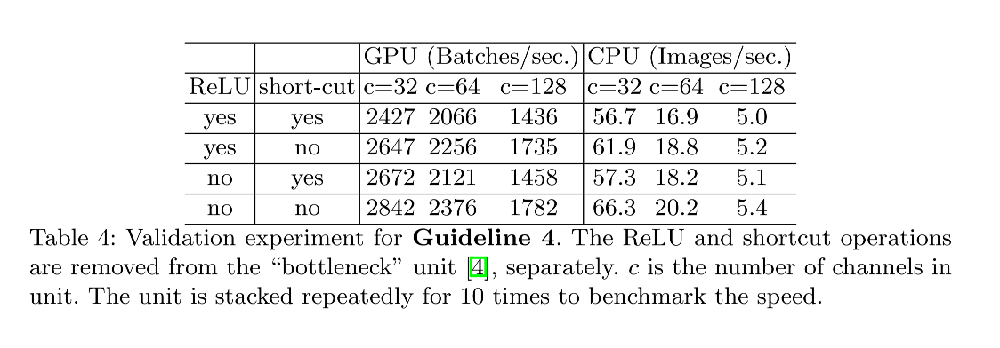 GPU (Batches/sec.) CPU (Images/sec.)
ReLU short-cut c=32 c=64 c=128 c=32 c=64 c=128
yes yes 2427 2066 1436 56.7 16.9 5.0
yes no 2647 2256 1735 61.9 18.8 5.2
no yes 2672 2121 1458 57.3 18.2 5.1
no no 2842 2376 1782 66.3 20.2 5.4
Table 4: Validation experiment for Guideline 4. The ReLU and shortcut operations
are removed from the “bottleneck” unit [4], separately. c is the number of channels in
unit. The unit is stacked repeatedly for 10 times to benchmark the speed.